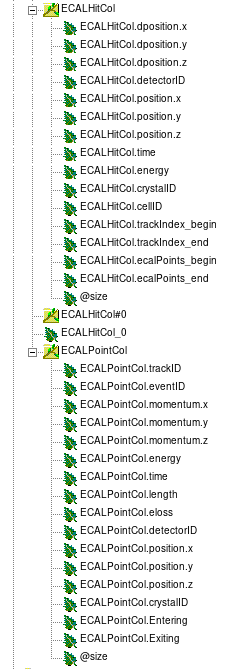 ECALHitCol
ECALHitCol.dposition.x
ECALHitCol.dposition.y
ECALHitCol.dposition.z
ECALHitCol.detectorID
ECALHitCol.position.x
ECALHitCol.position.y
ECALHitCol.position.z
ECALHitCol.time
ECALHitCol.energy
ECALHitCol.crystalID
ECALHitCol.cellID
ECALHitCol.trackIndex_begin
ECALHitCol.trackIndex_end
ECALHitCol.ecalPoints_begin
ECALHitCol.ecalPoints_end
@size
ECALHitCol#0
ECALHitCol_0
ECALPointCol
ECALPointCol.trackID
ECALPointCol.eventID
ECALPointCol.momentum.x
ECALPointCol.momentum.y
ECALPointCol.momentum.z
ECALPointCol.energy
ECALPointCol.time
ECALPointCol.length
ECALPointCol.eloss
ECALPointCol.detectorID
ECALPointCol.position.x
ECALPointCol.position.y
ECALPointCol.position.z
ECALPointCol.crystalID
ECALPointCol.Entering
ECALPointCol.Exiting
@size